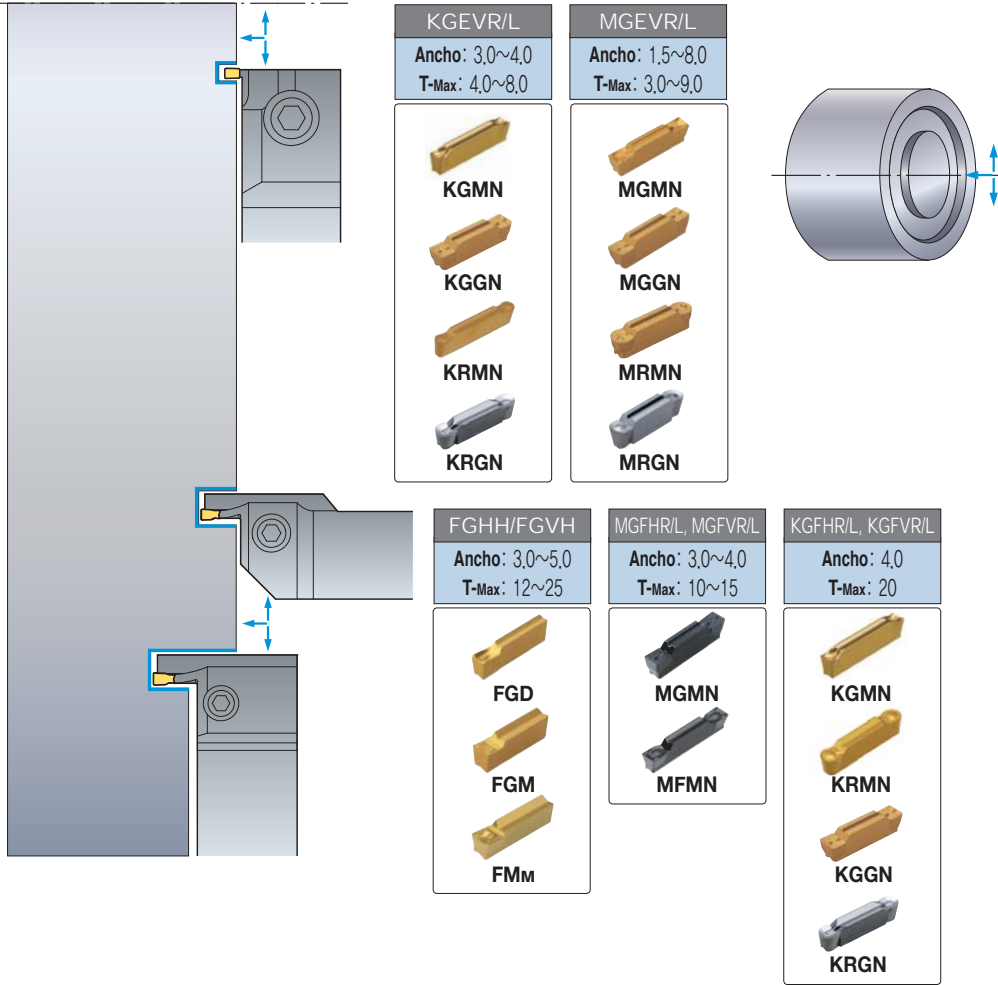 KGEVR/L
Ancho: 3,0~4,0
T-Max: 4,0~8,0
KGMN
KGGN
KRMN
KRGN
MGEVR/L
Ancho: 1,5~8,0
T-Max: 3,0~9,0
MGMN
MGGN
MRMN
MRGN
FGHH/FGVH
Ancho: 3,0~5,0
T-Max: 12~25
FGD
FGM
FMM
MGFHR/L, MGFVR/L
Ancho: 3,0~4,0
T-Max: 10~15
MGMN
MFMN
KGFHR/L, KGFVR/L
Ancho: 4,0
T-Max: 20
KGMN
KRMN
KGGN
KRGN